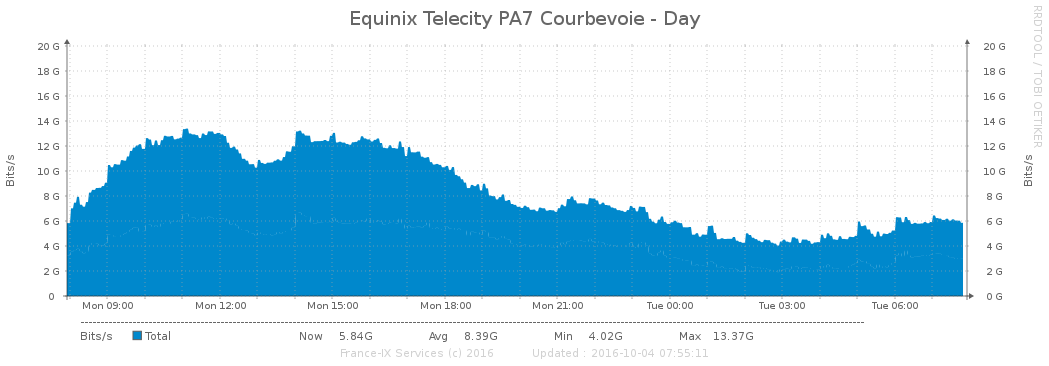 Equinix Telecity PA7 Courbevoie - Day
RRDTOOL / TOBI OETIKER
Bits/s
20 G 20 G
18 G 18 G
16 G 16 G
14 G 14 G
12 G 12 G
10 G 10 G
8 G 8 G
6 G 6 G
4 G 4 G
2 G 2 G
0 0 G
Bits/s
Mon 09:00 Mon 12:00 Mon 15:00 Mon 18:00 Mon 21:00 Tue 00:00 Tue 03:00 Tue 06:00
Bits/s Total Now 5.84G Avg 8.39G Min 4.02G Max 13.37G
France-IX Services (c) 2016 Updated : 2016-10-04 07:55:11